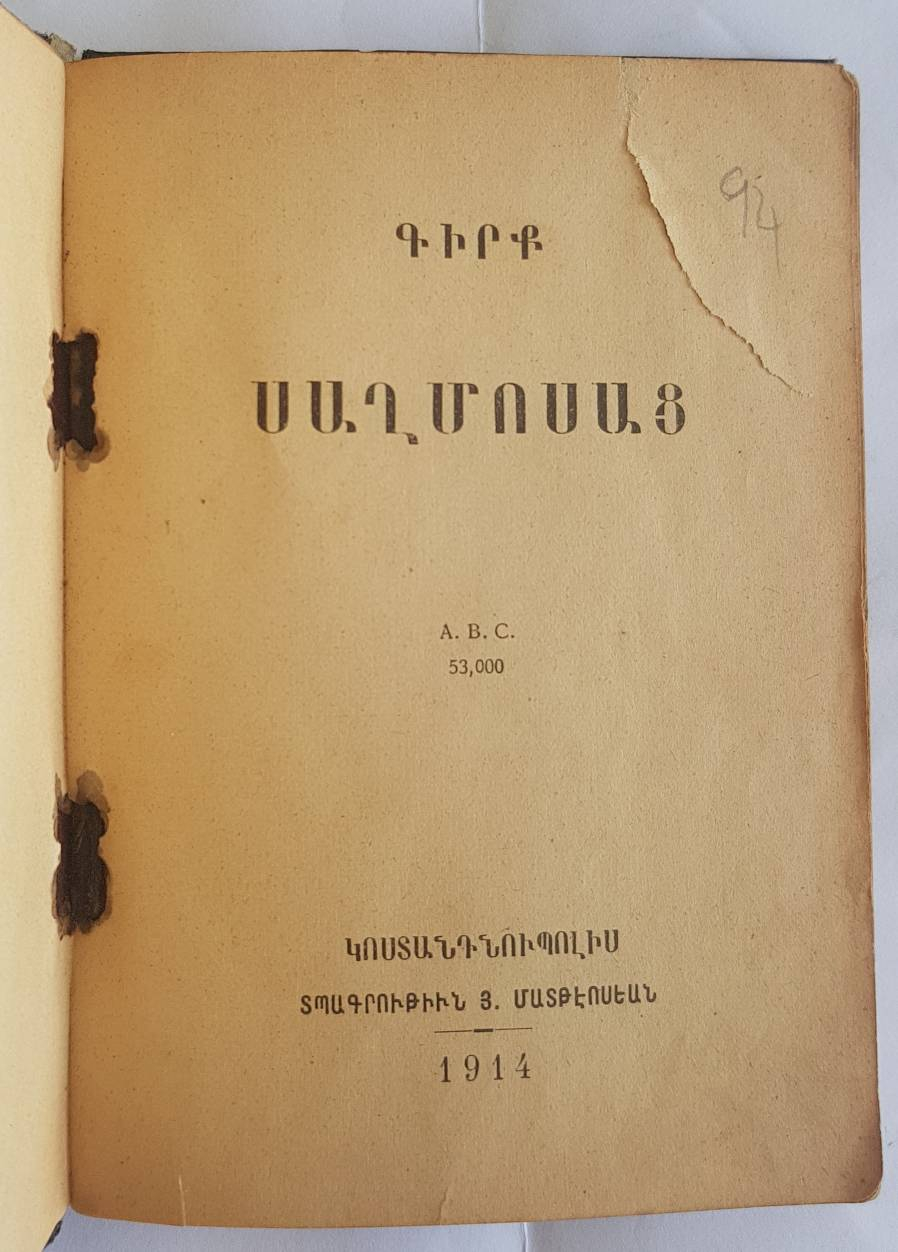 ԳԻՐՔ
ՍԱՂՄՈՍԱՑ
A. B. C.
53,000
ԿՈՍՏԱՆԴՆՈՒՊՈԼԻՍ
ՏՊԱԳՐՈՒԹԻՒՆ Յ. ՄԱՏԹԷՈՍԵԱՆ
1914